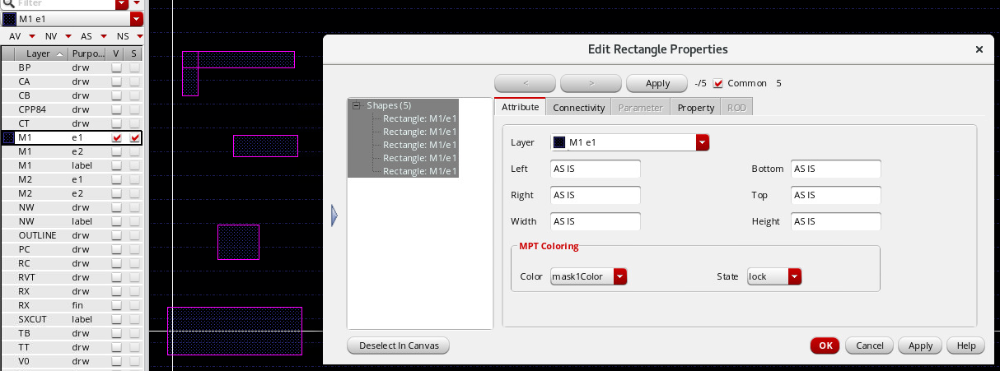 Filter
M1 e1
AV NV AS NS
Layer Purpo... V S
BP drw
CA drw
CB drw
CPP84 drw
CT drw
M1 e1
M1 e2
M1 label
M2 e1
M2 e2
NW drw
NW label
OUTLINE drw
PC drw
RC drw
RVT drw
RX drw
RX fin
SXCUT label
TB drw
TT drw
V0 drw
Edit Rectangle Properties
< > Apply -/5 Common 5
Shapes (5)
Rectangle: M1/e1
Rectangle: M1/e1
Rectangle: M1/e1
Rectangle: M1/e1
Rectangle: M1/e1
Attribute Connectivity Parameter Property ROD
Layer M1 e1
Left AS IS Bottom AS IS
Right AS IS Top AS IS
Width AS IS Height AS IS
MPT Coloring
Color mask1Color State lock
Deselect In Canvas OK Cancel Apply Help